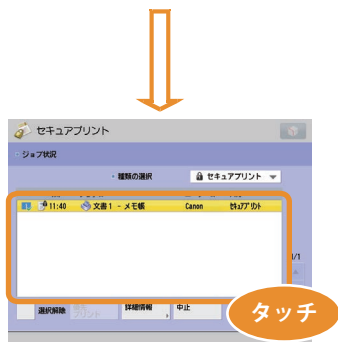 セキュアプリント
ジョブ状況
・種類の選択 セキュアプリント
11:40 文書1 - メモ帳 Canon ｾｷｭｱﾌﾟﾘﾝﾄ
1/1
選択解除 詳細情報 中止
タッチ